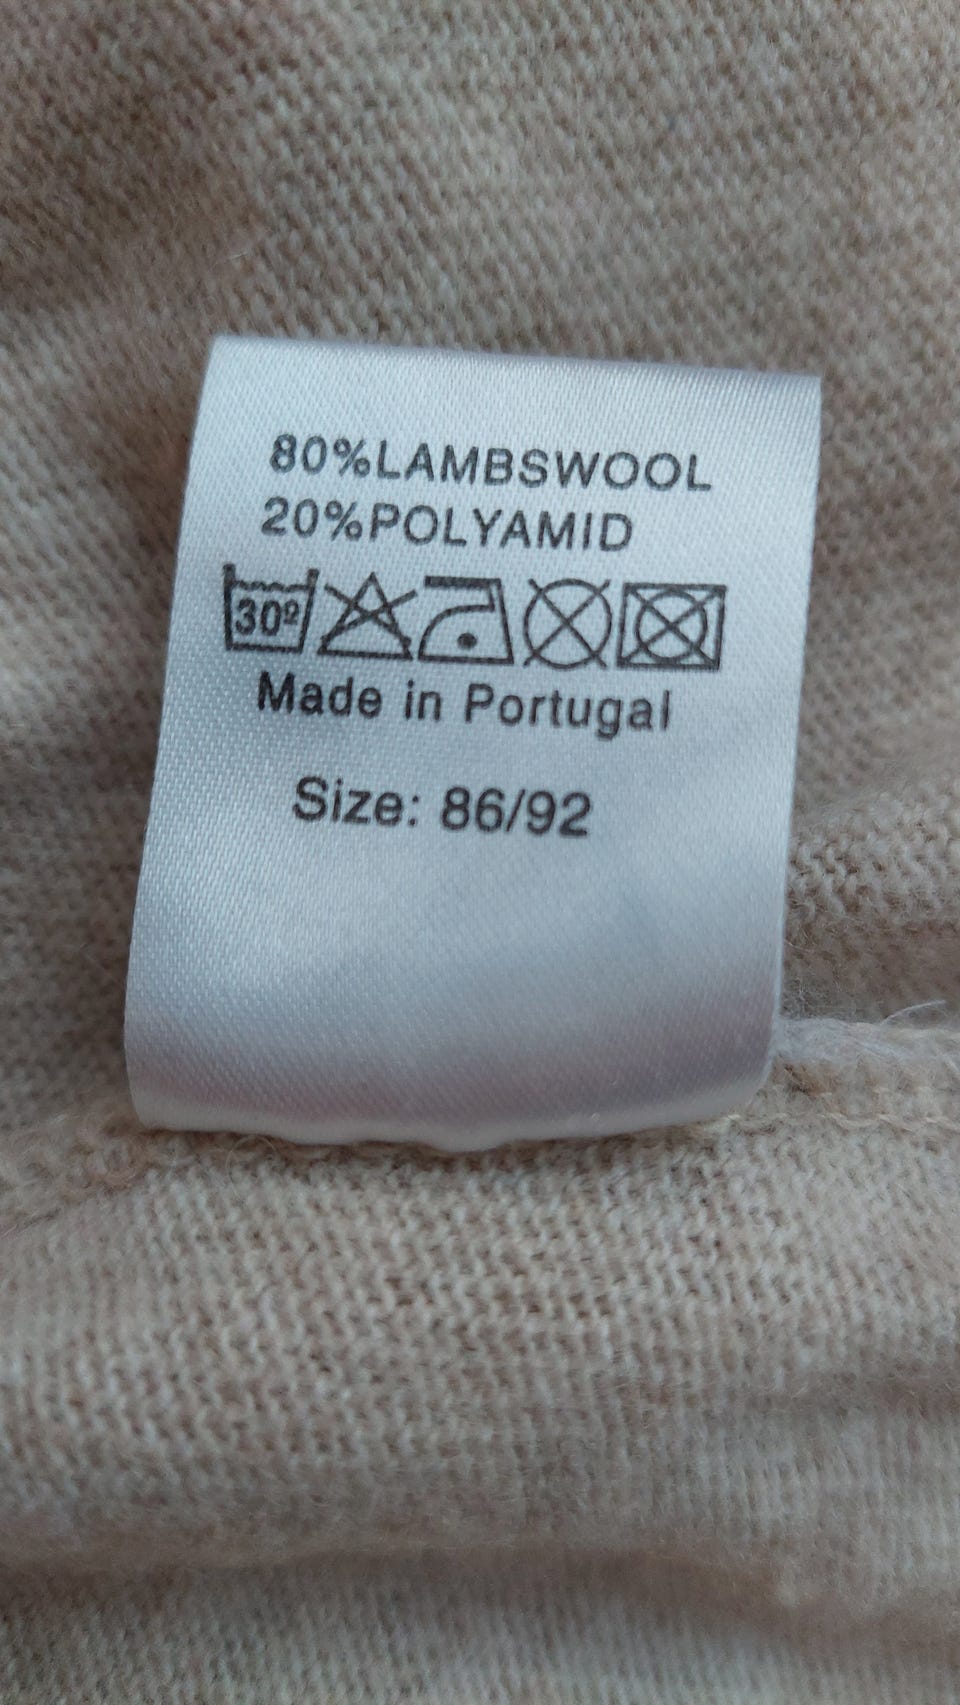 80%LAMBSWOOL
20%POLYAMID
30º
Made in Portugal
Size: 86/92